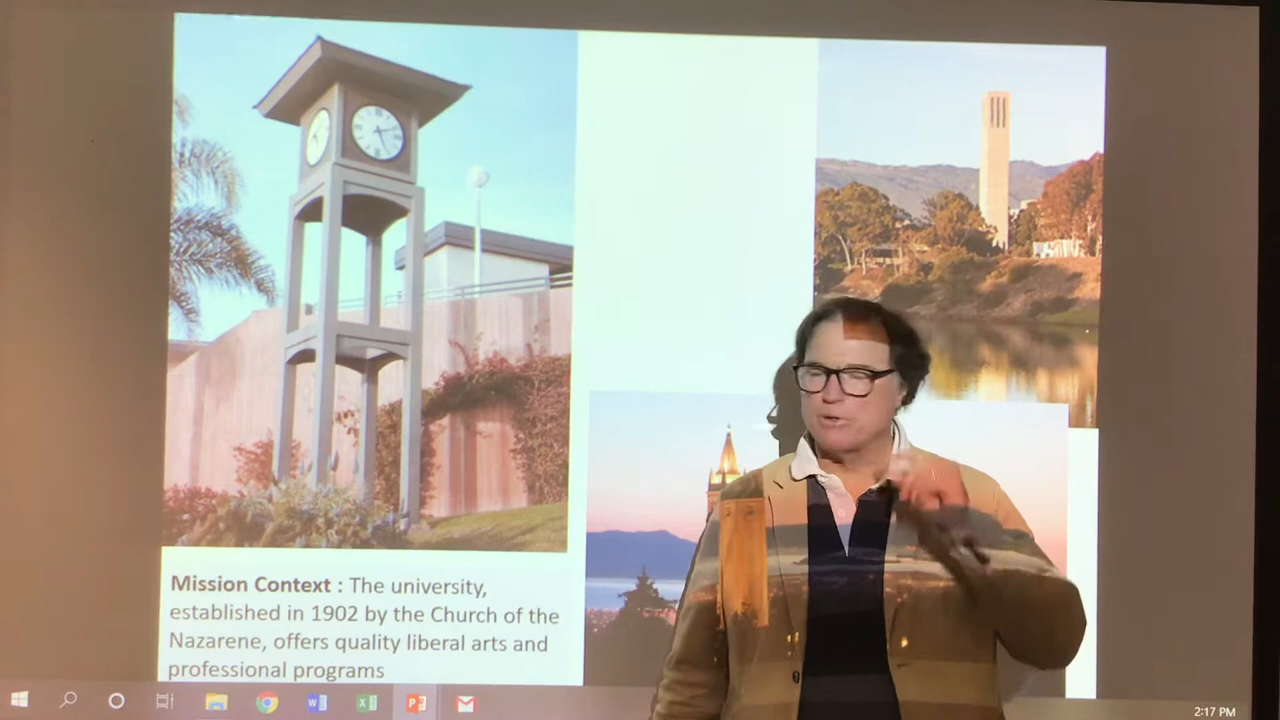 Mission Context : The university,
established in 1902 by the Church of the
Nazarene, offers quality liberal arts and
professional programs
2:17 PM